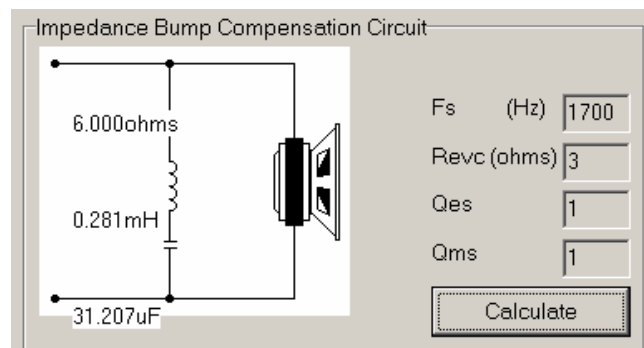 Impedance Bump Compensation Circuit
6.000ohms
0.281mH
31.207uF
Fs (Hz) 1700
Revc (ohms) 3
Qes 1
Qms 1
Calculate